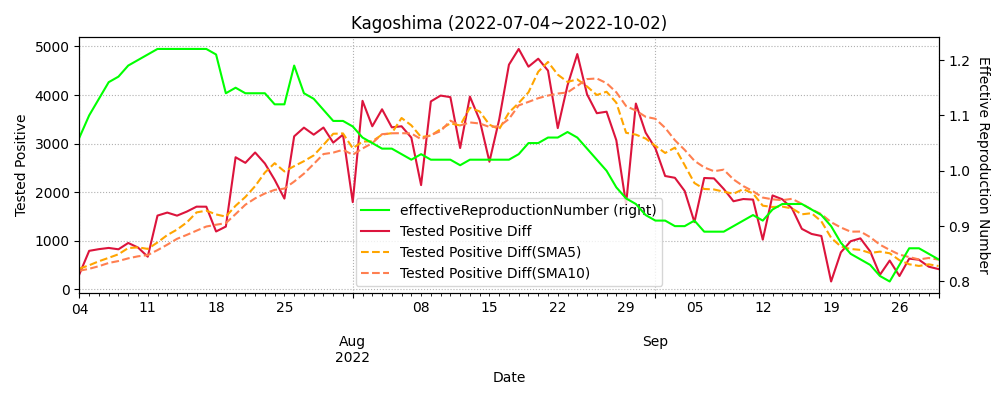 Kagoshima (2022-07-04~2022-10-02)
Tested Positive
5000
4000
3000
2000
1000
0
1.2
1.1
1.0
0.9
0.8
Effective Reproduction Number
effectiveReproductionNumber (right)
Tested Positive Diff
Tested Positive Diff(SMA5)
Tested Positive Diff(SMA10)
04 11 18 25 08 15 22 29 05 12 19 26
Aug Sep
2022
Date